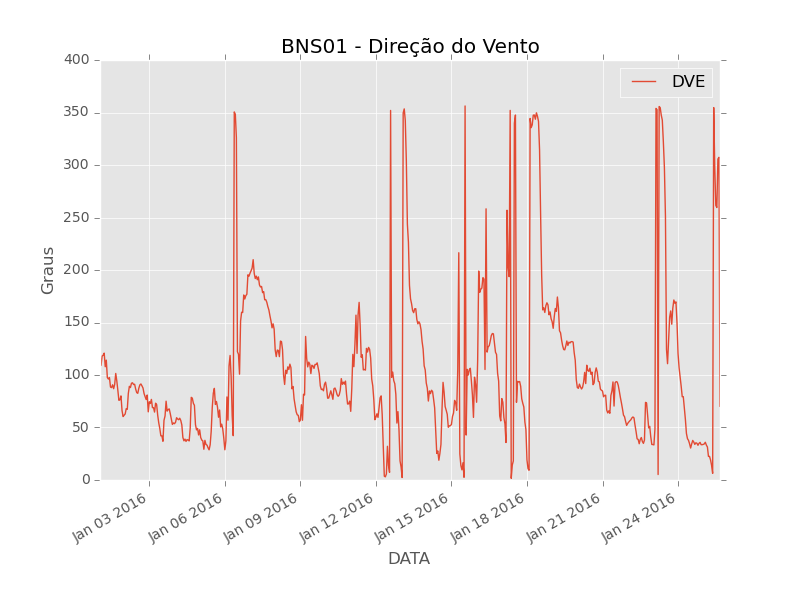 BNS01 - Direção do Vento
DVE
Graus
400
350
300
250
200
150
100
50
0
Jan 03 2016
Jan 06 2016
Jan 09 2016
Jan 12 2016
Jan 15 2016
Jan 18 2016
Jan 21 2016
Jan 24 2016
DATA